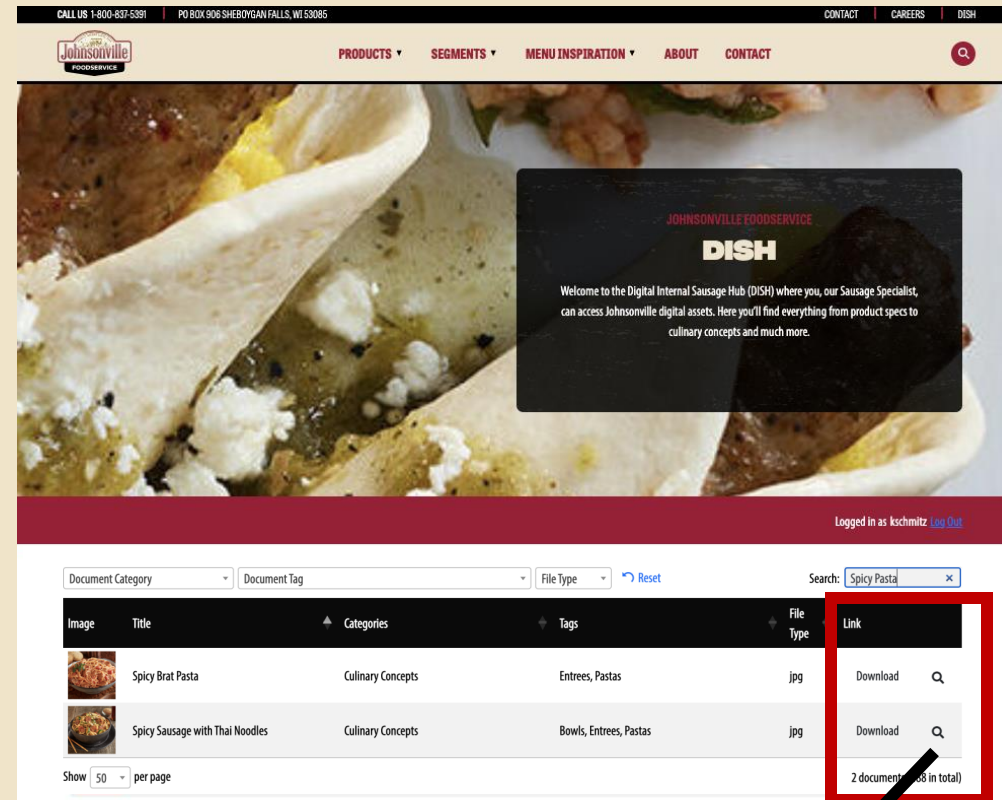 CALL US 1-800-837-5391 PO BOX 906 SHEBOYGAN FALLS, WI 53085 CONTACT CAREERS DISH
Johnsonville
FOODSERVICE
PRODUCTS ▾ SEGMENTS ▾ MENU INSPIRATION ▾ ABOUT CONTACT
JOHNSONVILLE FOODSERVICE
DISH
Welcome to the Digital Internal Sausage Hub (DISH) where you, our Sausage Specialist,
can access Johnsonville digital assets. Here you'll find everything from product specs to
culinary concepts and much more.
Logged in as kschmitz Log Out
Document Category Document Tag File Type Reset Search: Spicy Pasta ×
Image Title Categories Tags File Type Link
Spicy Brat Pasta Culinary Concepts Entrees, Pastas jpg Download
Spicy Sausage with Thai Noodles Culinary Concepts Bowls, Entrees, Pastas jpg Download
Show 50 per page 2 document 88 in total)